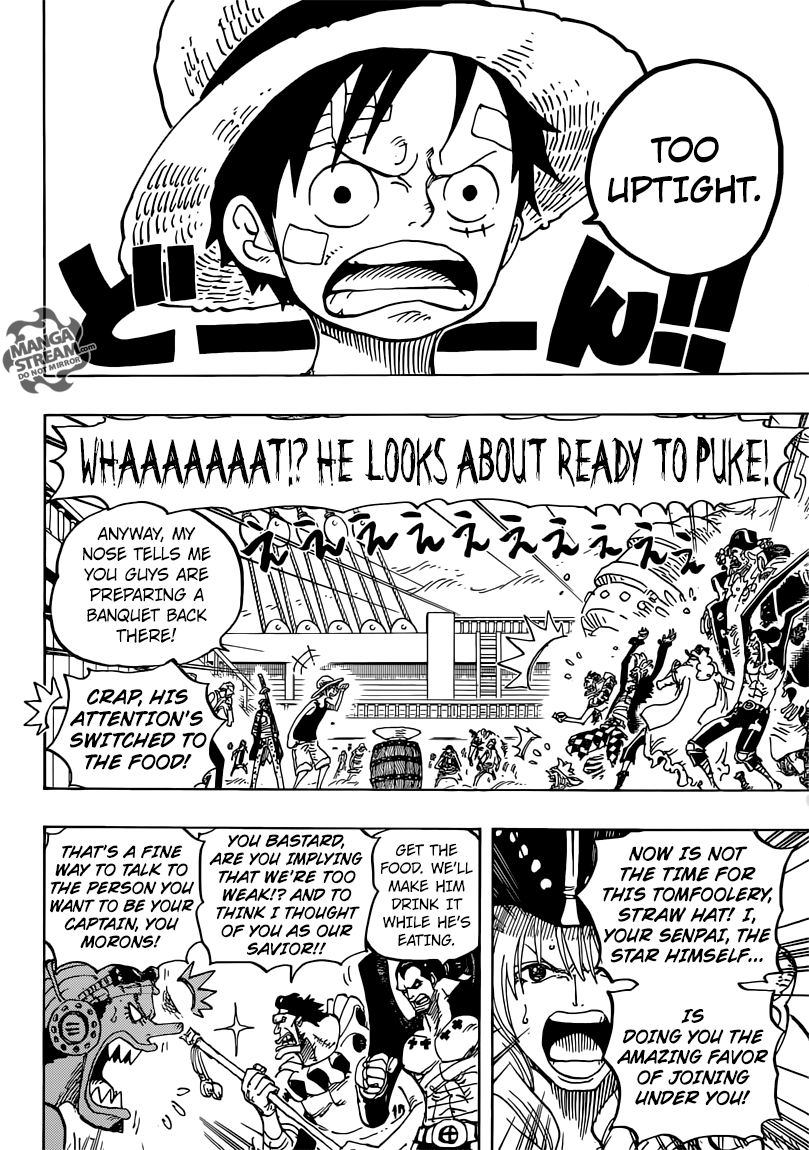 TOO
UPTIGHT.
どーん!!
MANGA
STREAM.com
DO NOT MIRROR
WHAAAAAAAT!? HE LOOKS ABOUT READY TO PUKE!
ANYWAY, MY
NOSE TELLS ME
YOU GUYS ARE
PREPARING A
BANQUET BACK
THERE!
えええええええええ
CRAP, HIS
ATTENTION'S
SWITCHED TO
THE FOOD!
THAT'S A FINE
WAY TO TALK TO
THE PERSON YOU
WANT TO BE YOUR
CAPTAIN, YOU
MORONS!
YOU BASTARD,
ARE YOU IMPLYING
THAT WE'RE TOO
WEAK!? AND TO
THINK I THOUGHT
OF YOU AS OUR
SAVIOR!!
GET THE
FOOD. WE'LL
MAKE HIM
DRINK IT
WHILE HE'S
EATING.
NOW IS NOT
THE TIME FOR
THIS TOMFOOLERY,
STRAW HAT! I,
YOUR SENPAI, THE
STAR HIMSELF...
IS
DOING YOU THE
AMAZING FAVOR
OF JOINING
UNDER YOU!